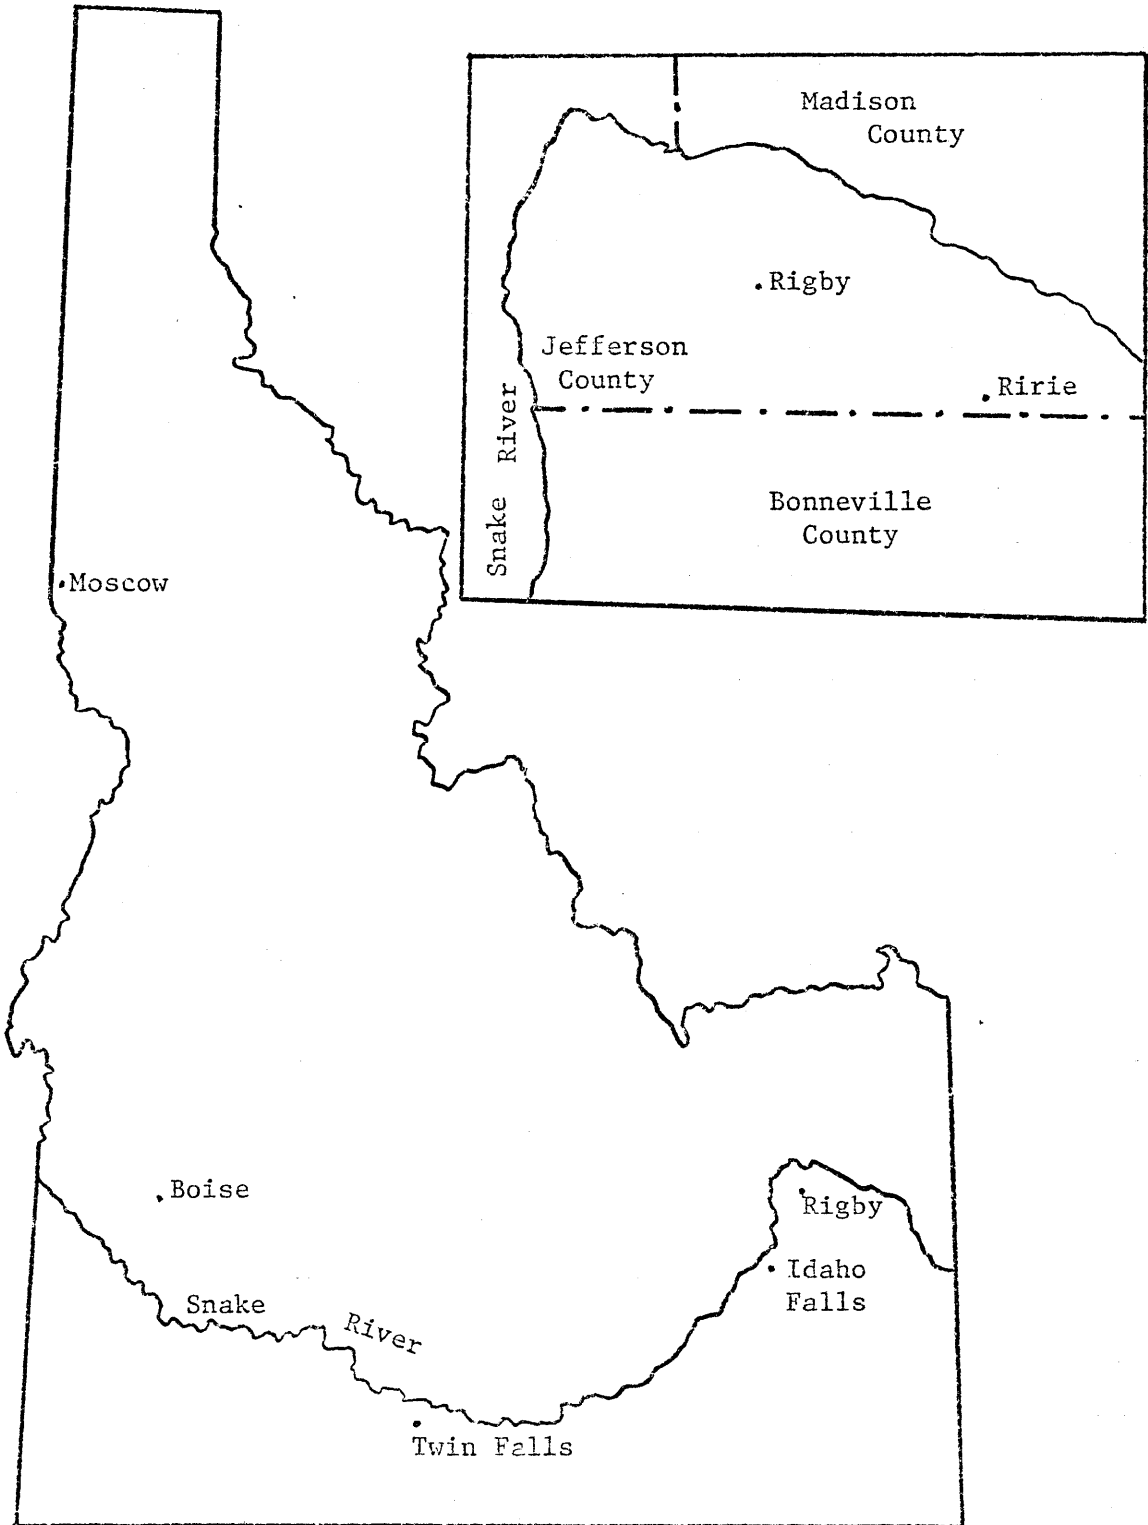 Madison
County
Rigby
Jefferson
County
Ririe
Snake River
Bonneville
County
Moscow
Boise
Rigby
Idaho
Falls
Snake River
Twin Falls